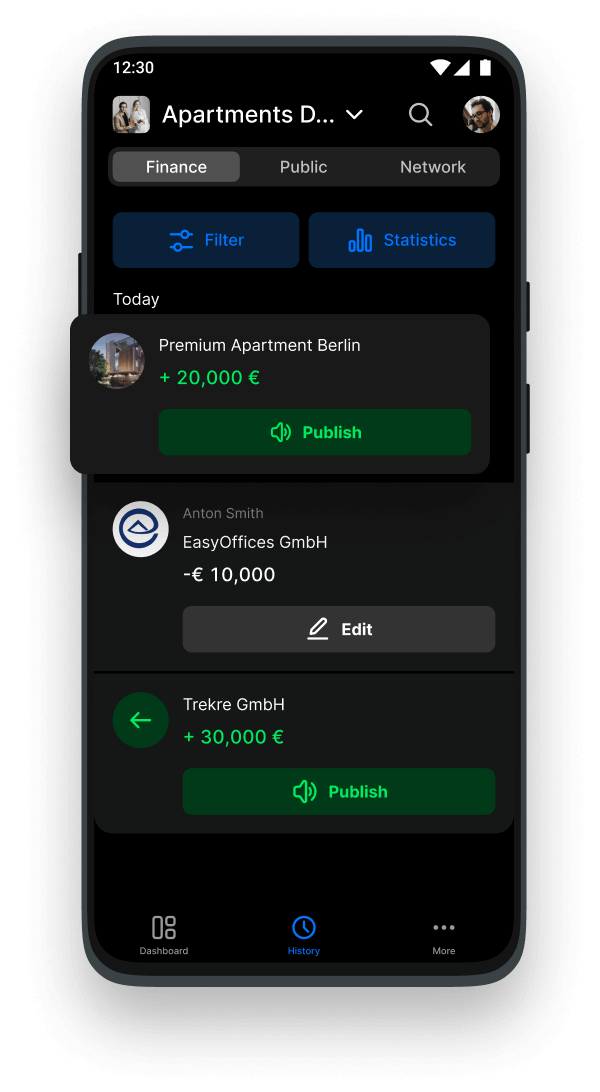 12:30
Apartments D...
Finance Public Network
Filter Statistics
Today
Premium Apartment Berlin
+ 20,000 €
Publish
Anton Smith
EasyOffices GmbH
-€ 10,000
Edit
Trekre GmbH
+ 30,000 €
Publish
Dashboard History More